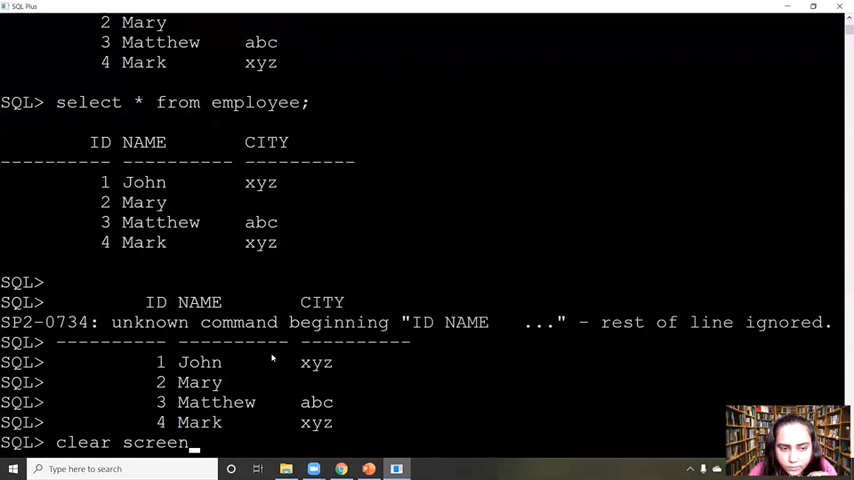 SQL Plus
2 Mary
3 Matthew abc
4 Mark xyz
SQL> select * from employee;
ID NAME CITY
---------- ---------- ----------
1 John xyz
2 Mary
3 Matthew abc
4 Mark xyz
SQL>
SQL> ID NAME CITY
SP2-0734: unknown command beginning "ID NAME ..." - rest of line ignored.
SQL> ---------- ---------- ----------
SQL> 1 John xyz
SQL> 2 Mary
SQL> 3 Matthew abc
SQL> 4 Mark xyz
SQL> clear screen_
Type here to search